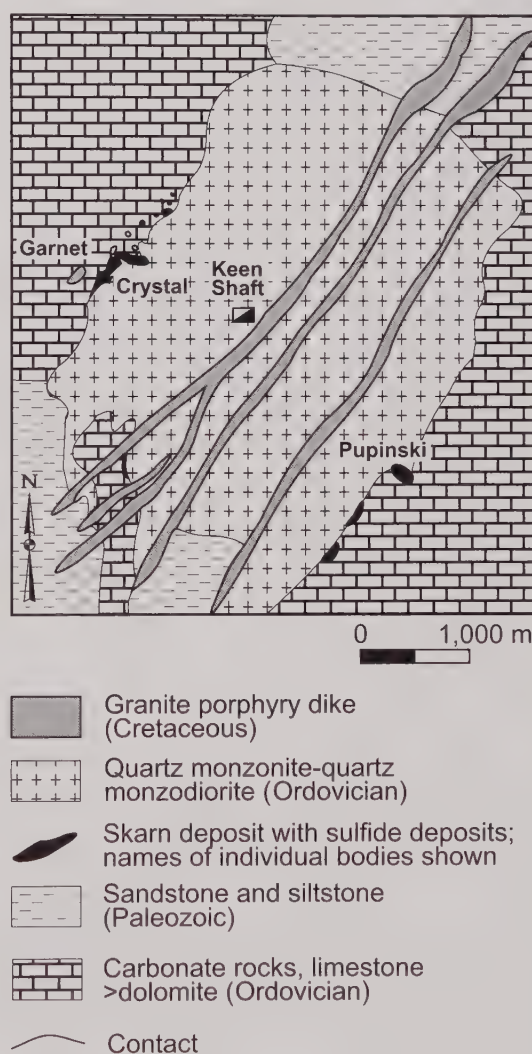 Garnet
Crystal
Keen
Shaft
Pupinski
N
0 1,000 m
Granite porphyry dike
(Cretaceous)
Quartz monzonite-quartz
monzodiorite (Ordovician)
Skarn deposit with sulfide deposits;
names of individual bodies shown
Sandstone and siltstone
(Paleozoic)
Carbonate rocks, limestone
>dolomite (Ordovician)
Contact